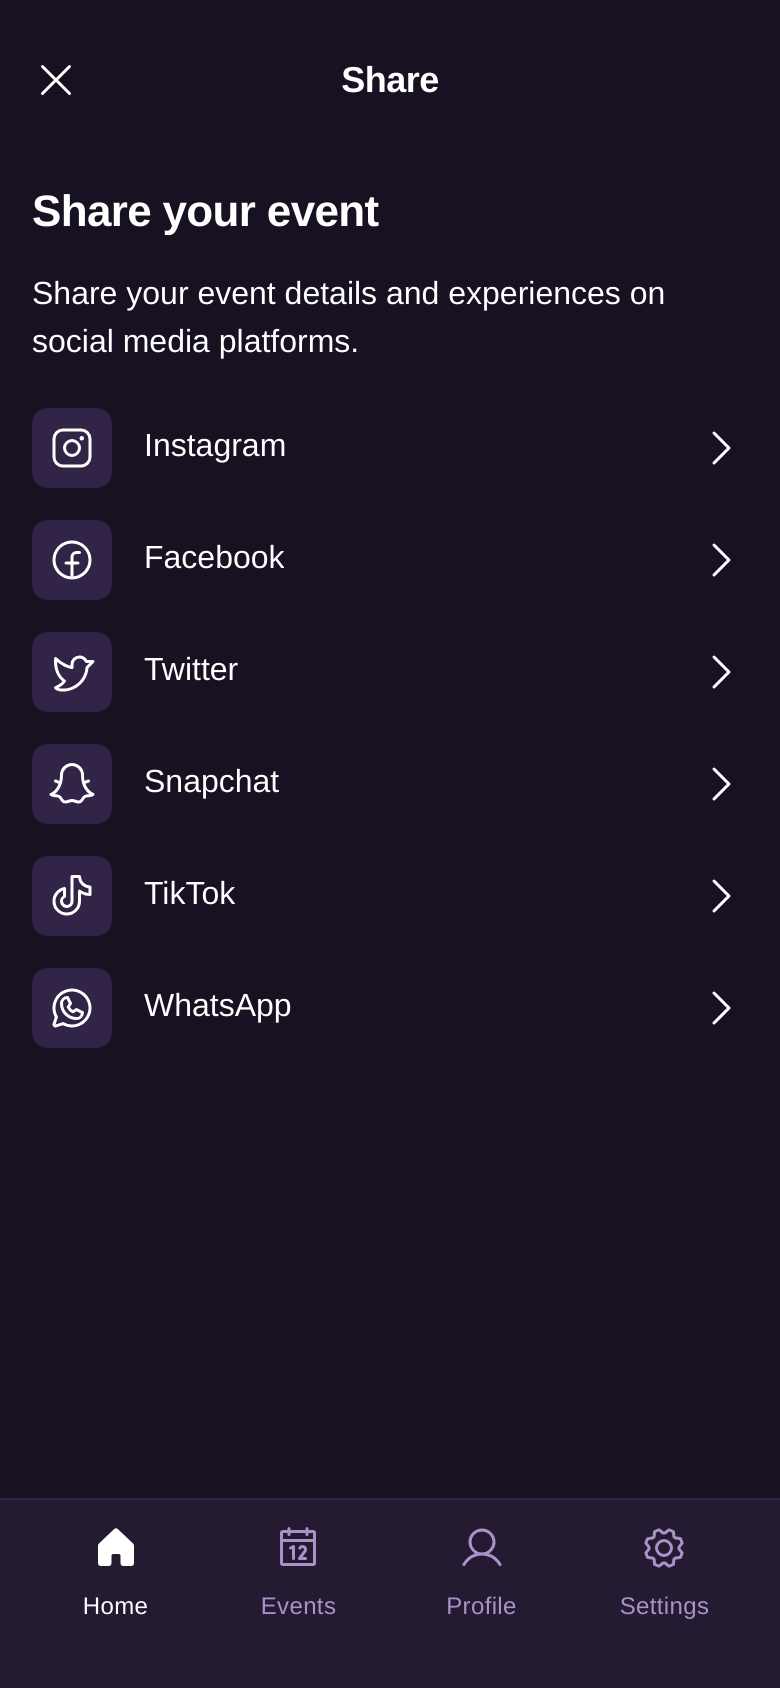 Share
Share your event
Share your event details and experiences on
social media platforms.
Instagram
Facebook
Twitter
Snapchat
TikTok
WhatsApp
12
Home
Events
Profile
Settings